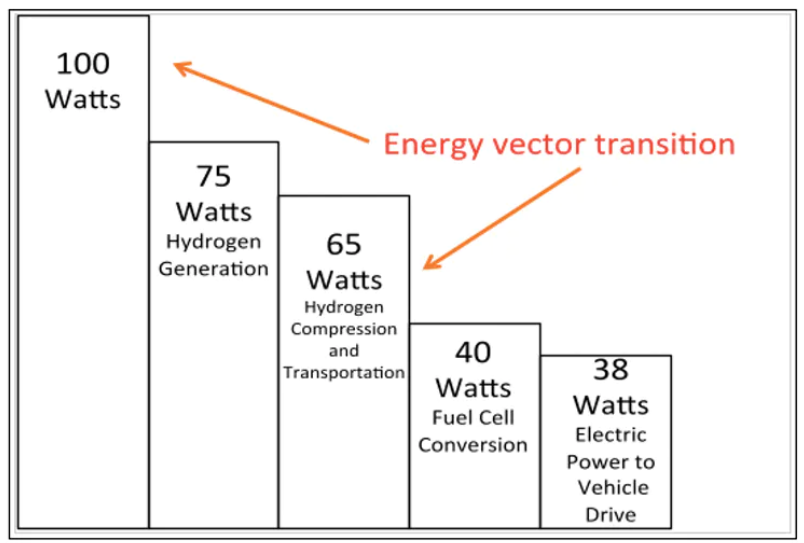 100
Watts
Energy vector transition
75
Watts
Hydrogen
Generation
65
Watts
Hydrogen
Compression
and
Transportation
40
Watts
Fuel Cell
Conversion
38
Watts
Electric
Power to
Vehicle
Drive